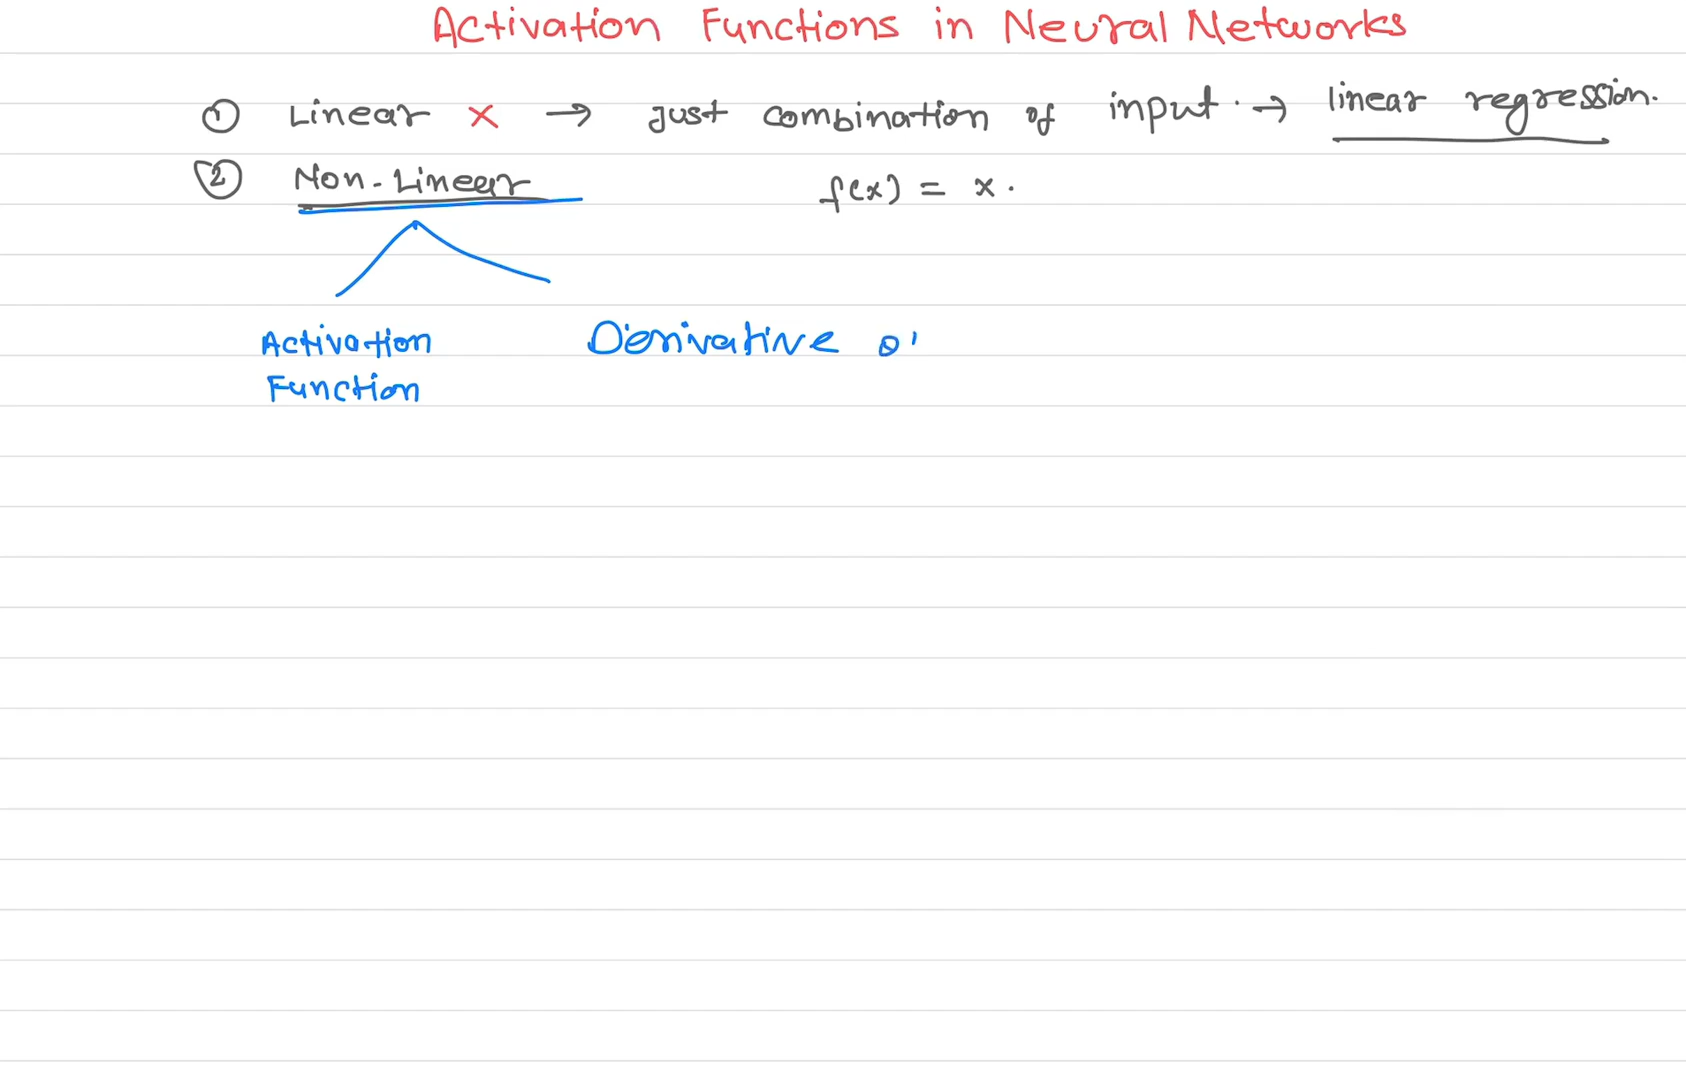 Activation Functions in Neural Networks
① Linear × → just combination of input. → linear regression.
② Non-Linear f(x) = x.
Activation Derivative o'
Function